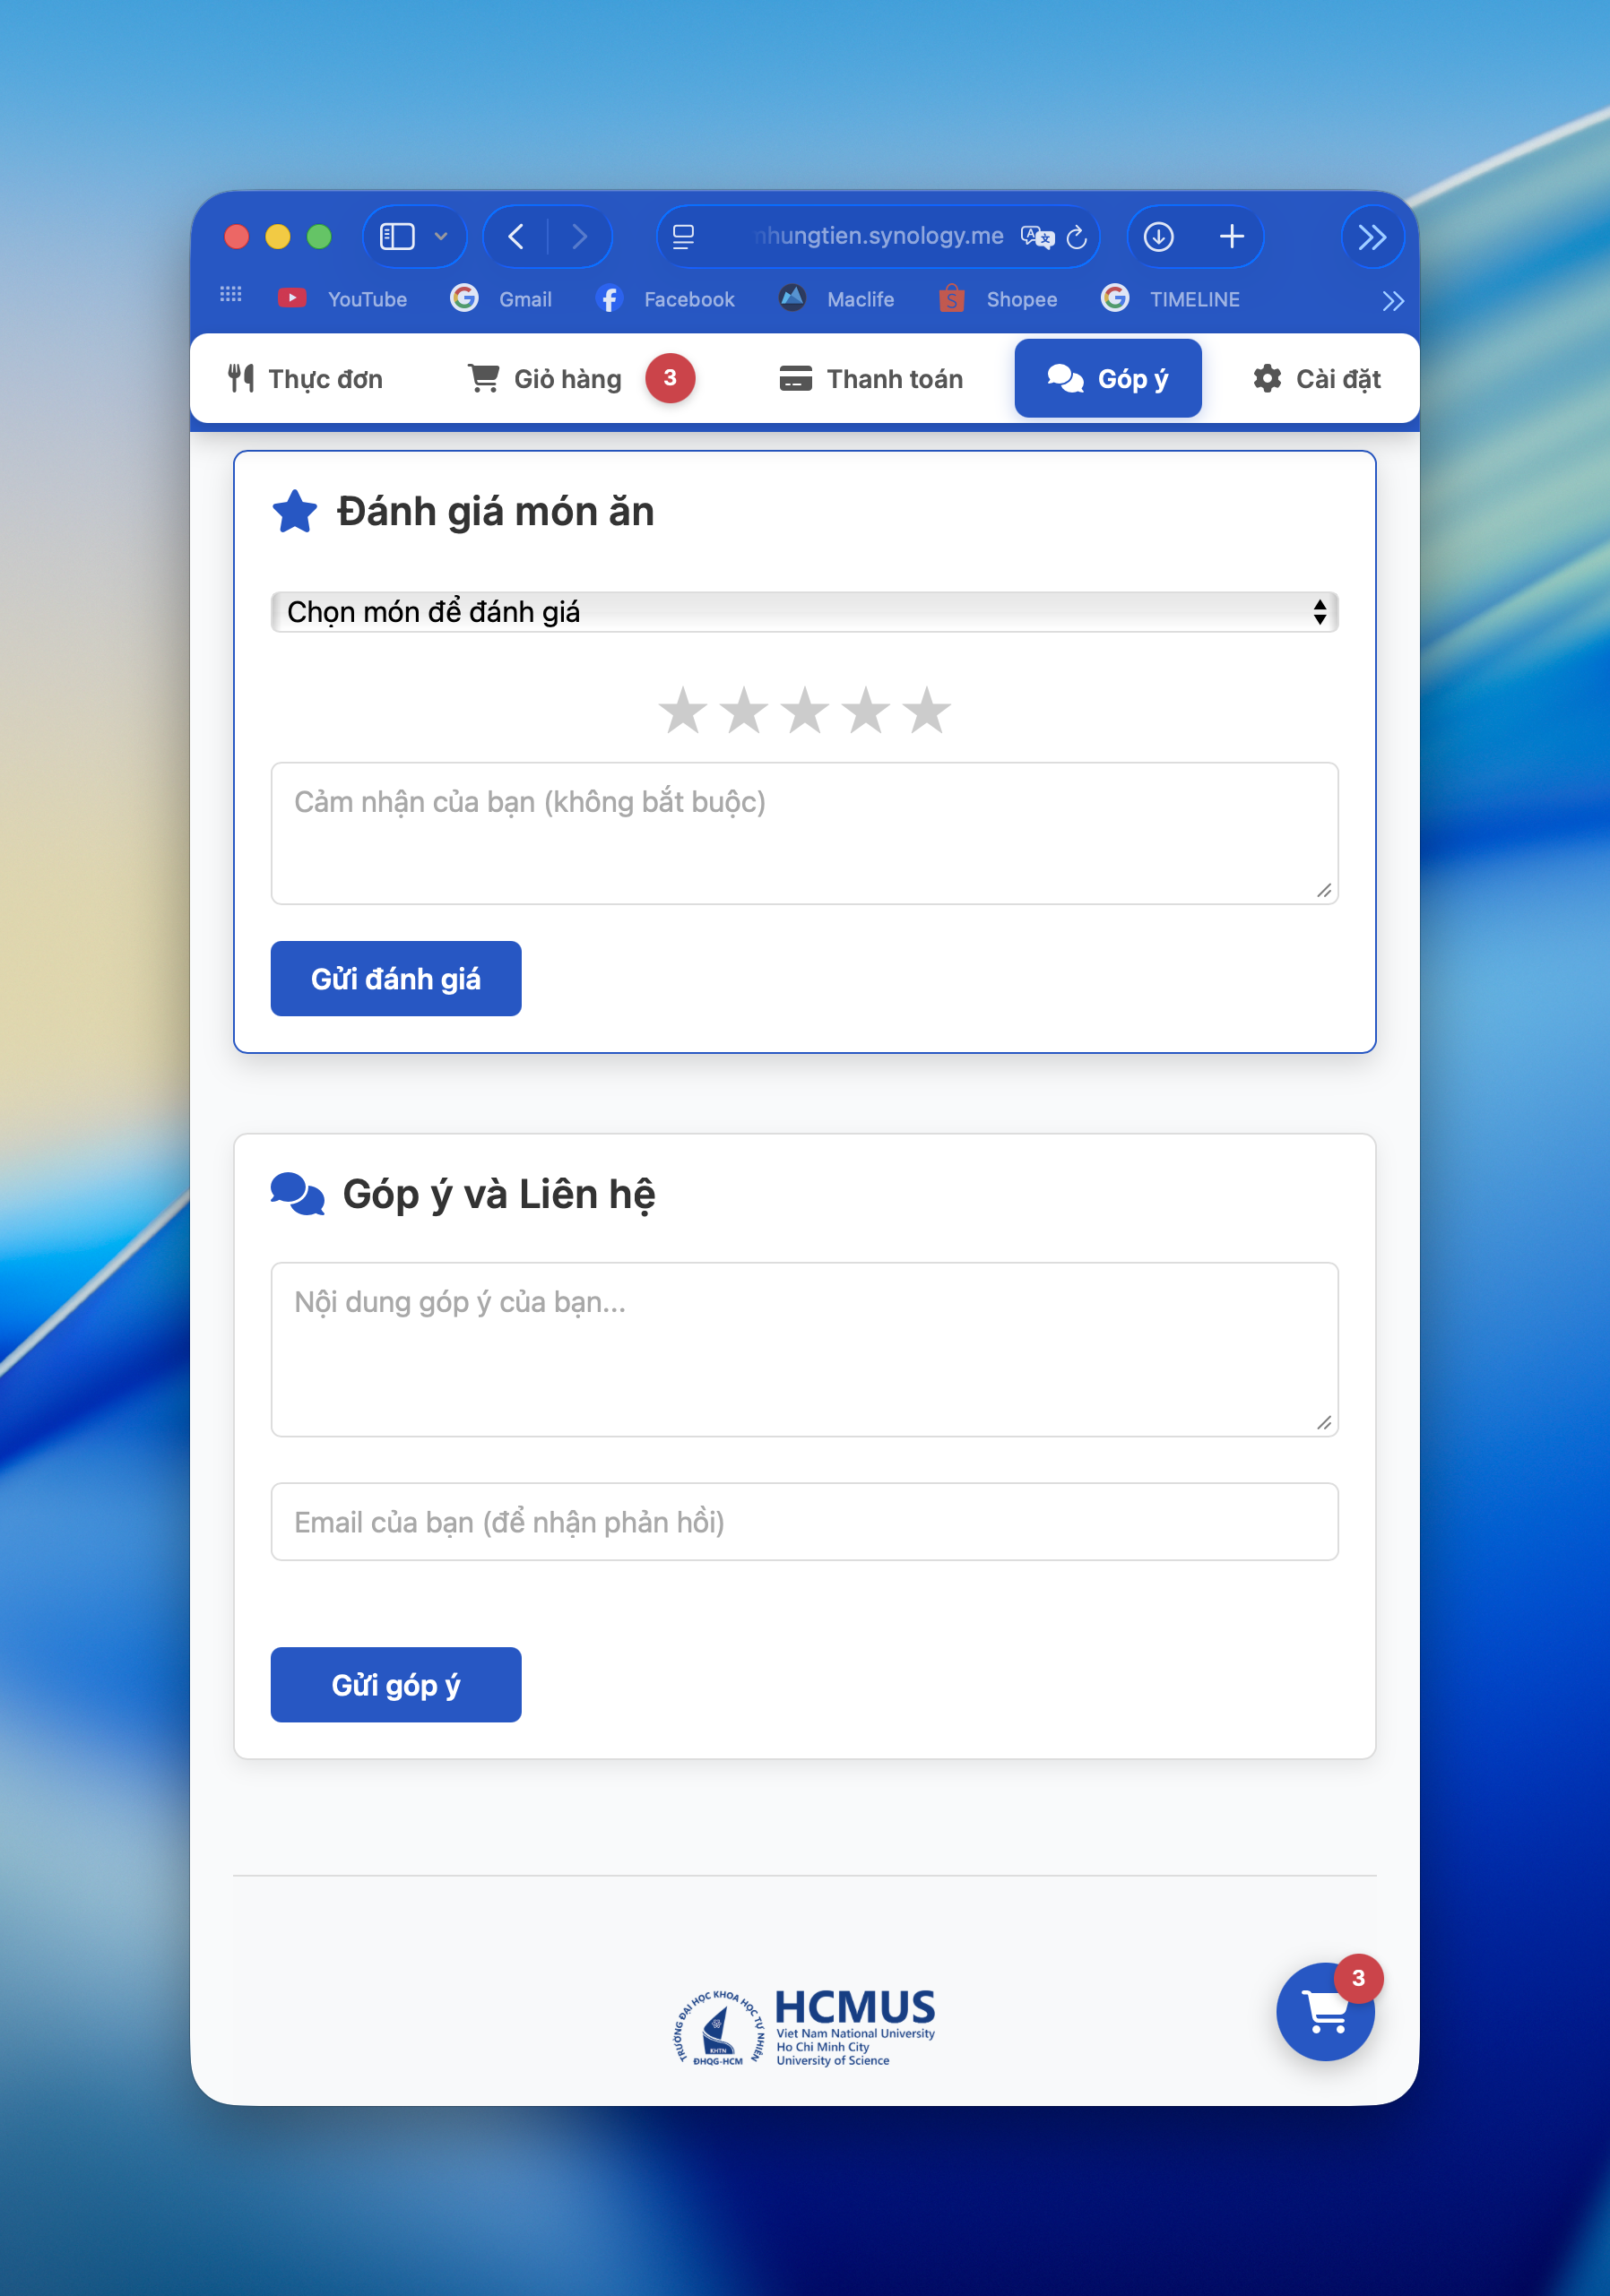 nhungtien.synology.me
YouTube Gmail Facebook Maclife Shopee TIMELINE
Thực đơn Giỏ hàng 3 Thanh toán Góp ý Cài đặt
Đánh giá món ăn
Chọn món để đánh giá
Cảm nhận của bạn (không bắt buộc)
Gửi đánh giá
Góp ý và Liên hệ
Nội dung góp ý của bạn...
Email của bạn (để nhận phản hồi)
Gửi góp ý
3
TRƯỜNG ĐẠI HỌC KHOA HỌC TỰ NHIÊN
KHTN
ĐHQG-HCM
HCMUS
Viet Nam National University
Ho Chi Minh City
University of Science